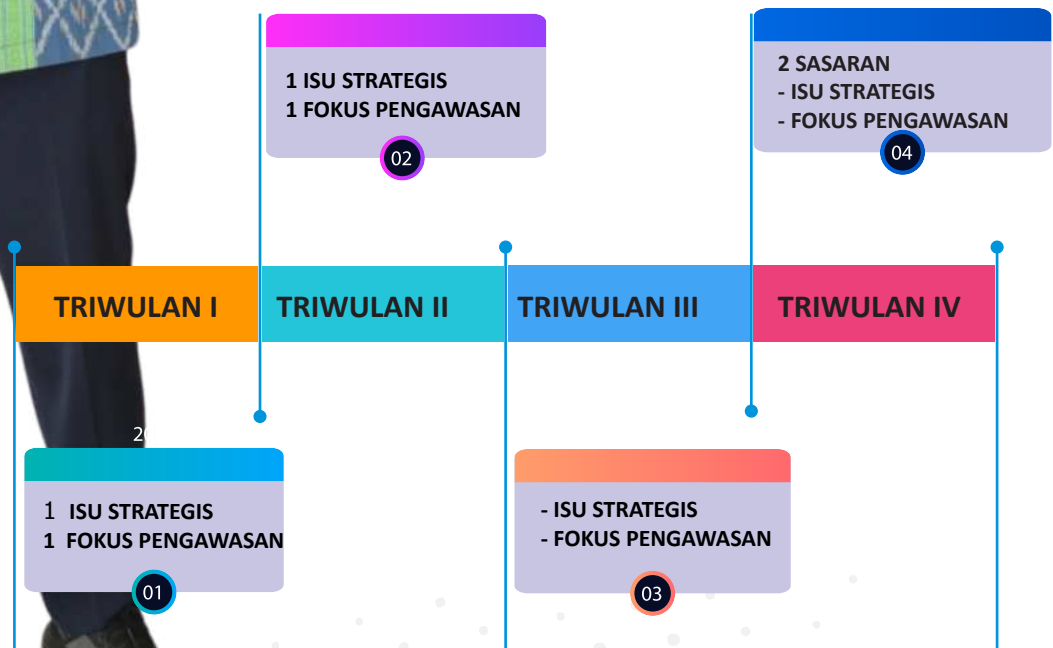 1 ISU STRATEGIS
1 FOKUS PENGAWASAN
02
2 SASARAN
- ISU STRATEGIS
- FOKUS PENGAWASAN
04
TRIWULAN I
TRIWULAN II
TRIWULAN III
TRIWULAN IV
1 ISU STRATEGIS
1 FOKUS PENGAWASAN
01
- ISU STRATEGIS
- FOKUS PENGAWASAN
03